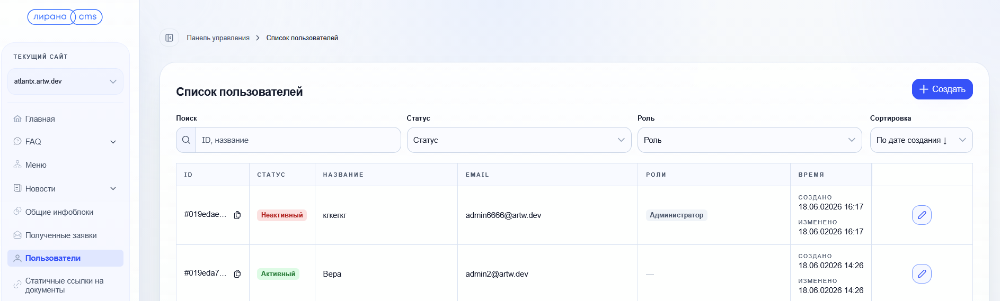 лирана cms
ТЕКУЩИЙ САЙТ
atlantx.artw.dev
Главная
FAQ
Меню
Новости
Общие инфоблоки
Полученные заявки
Пользователи
Статичные ссылки на
документы
Панель управления > Список пользователей
Список пользователей
+ Создать
Поиск
ID, название
Статус
Статус
Роль
Роль
Сортировка
По дате создания ↓
ID СТАТУС НАЗВАНИЕ EMAIL РОЛИ ВРЕМЯ
#019edae... Неактивный кгкегкг admin6666@artw.dev Администратор
СОЗДАНО
18.06.02026 16:17
ИЗМЕНЕНО
18.06.02026 16:17
#019eda7... Активный Вера admin2@artw.dev —
СОЗДАНО
18.06.02026 14:26
ИЗМЕНЕНО
18.06.02026 14:26